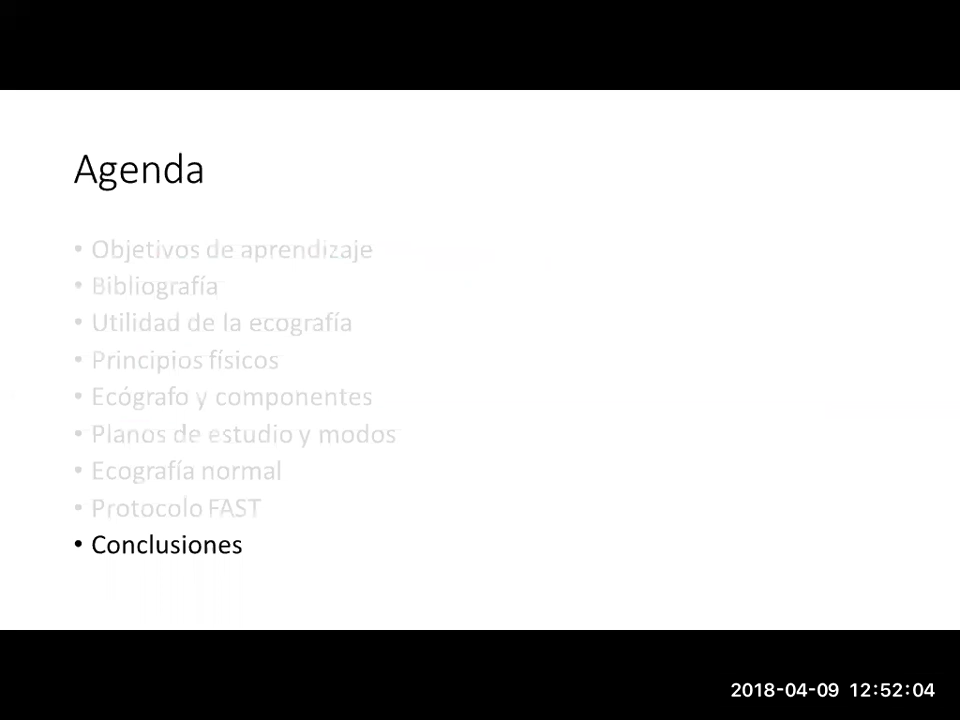 Agenda
• Objetivos de aprendizaje
• Bibliografía
• Utilidad de la ecografía
• Principios físicos
• Ecógrafo y componentes
• Planos de estudio y modos
• Ecografía normal
• Protocolo FAST
• Conclusiones
2018-04-09 12:52:04